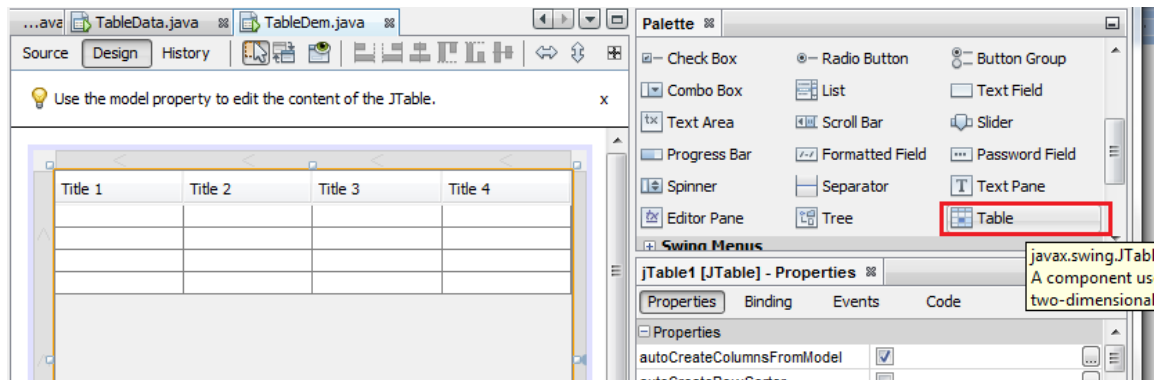 ...ava TableData.java TableDem.java
Source Design History
Use the model property to edit the content of the JTable. x
Title 1 Title 2 Title 3 Title 4
Palette
Check Box Radio Button Button Group
Combo Box List Text Field
Text Area Scroll Bar Slider
Progress Bar Formatted Field Password Field
Spinner Separator Text Pane
Editor Pane Tree Table
Swing Menus
javax.swing.JTabl
A component us
two-dimensional
jTable1 [JTable] - Properties
Properties Binding Events Code
Properties
autoCreateColumnsFromModel ...
autoCreateRowSorter